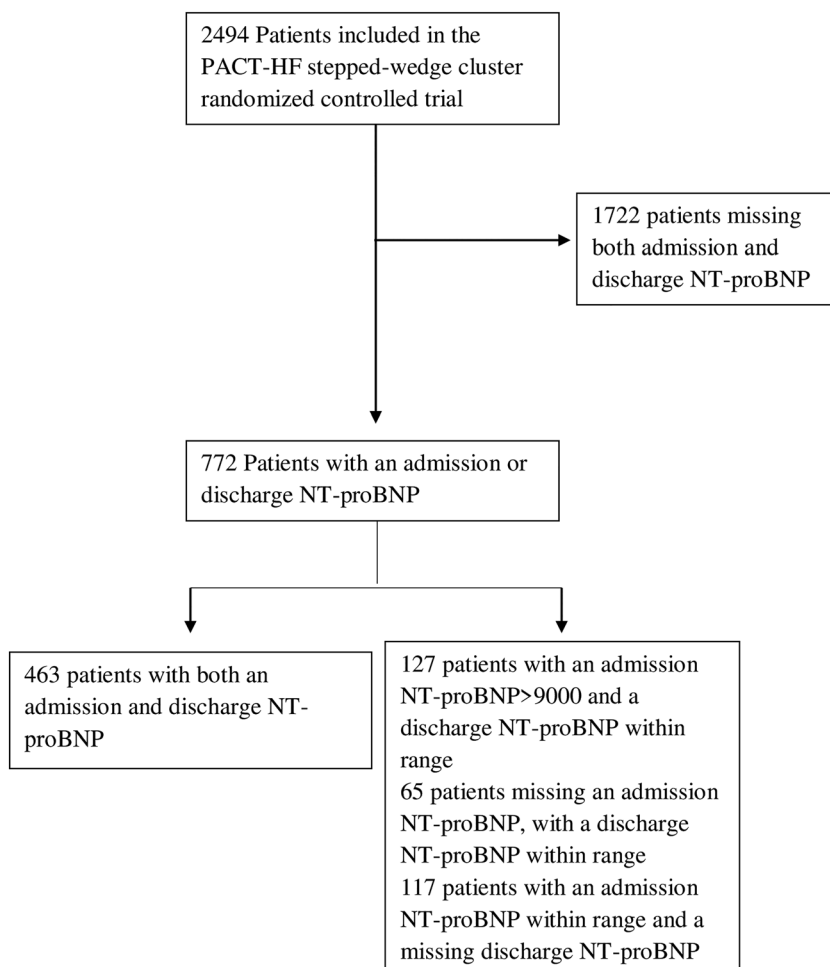 2494 Patients included in the
PACT-HF stepped-wedge cluster
randomized controlled trial
1722 patients missing
both admission and
discharge NT-proBNP
772 Patients with an admission or
discharge NT-proBNP
463 patients with both an
admission and discharge NT-
proBNP
127 patients with an admission
NT-proBNP>9000 and a
discharge NT-proBNP within
range
65 patients missing an admission
NT-proBNP, with a discharge
NT-proBNP within range
117 patients with an admission
NT-proBNP within range and a
missing discharge NT-proBNP